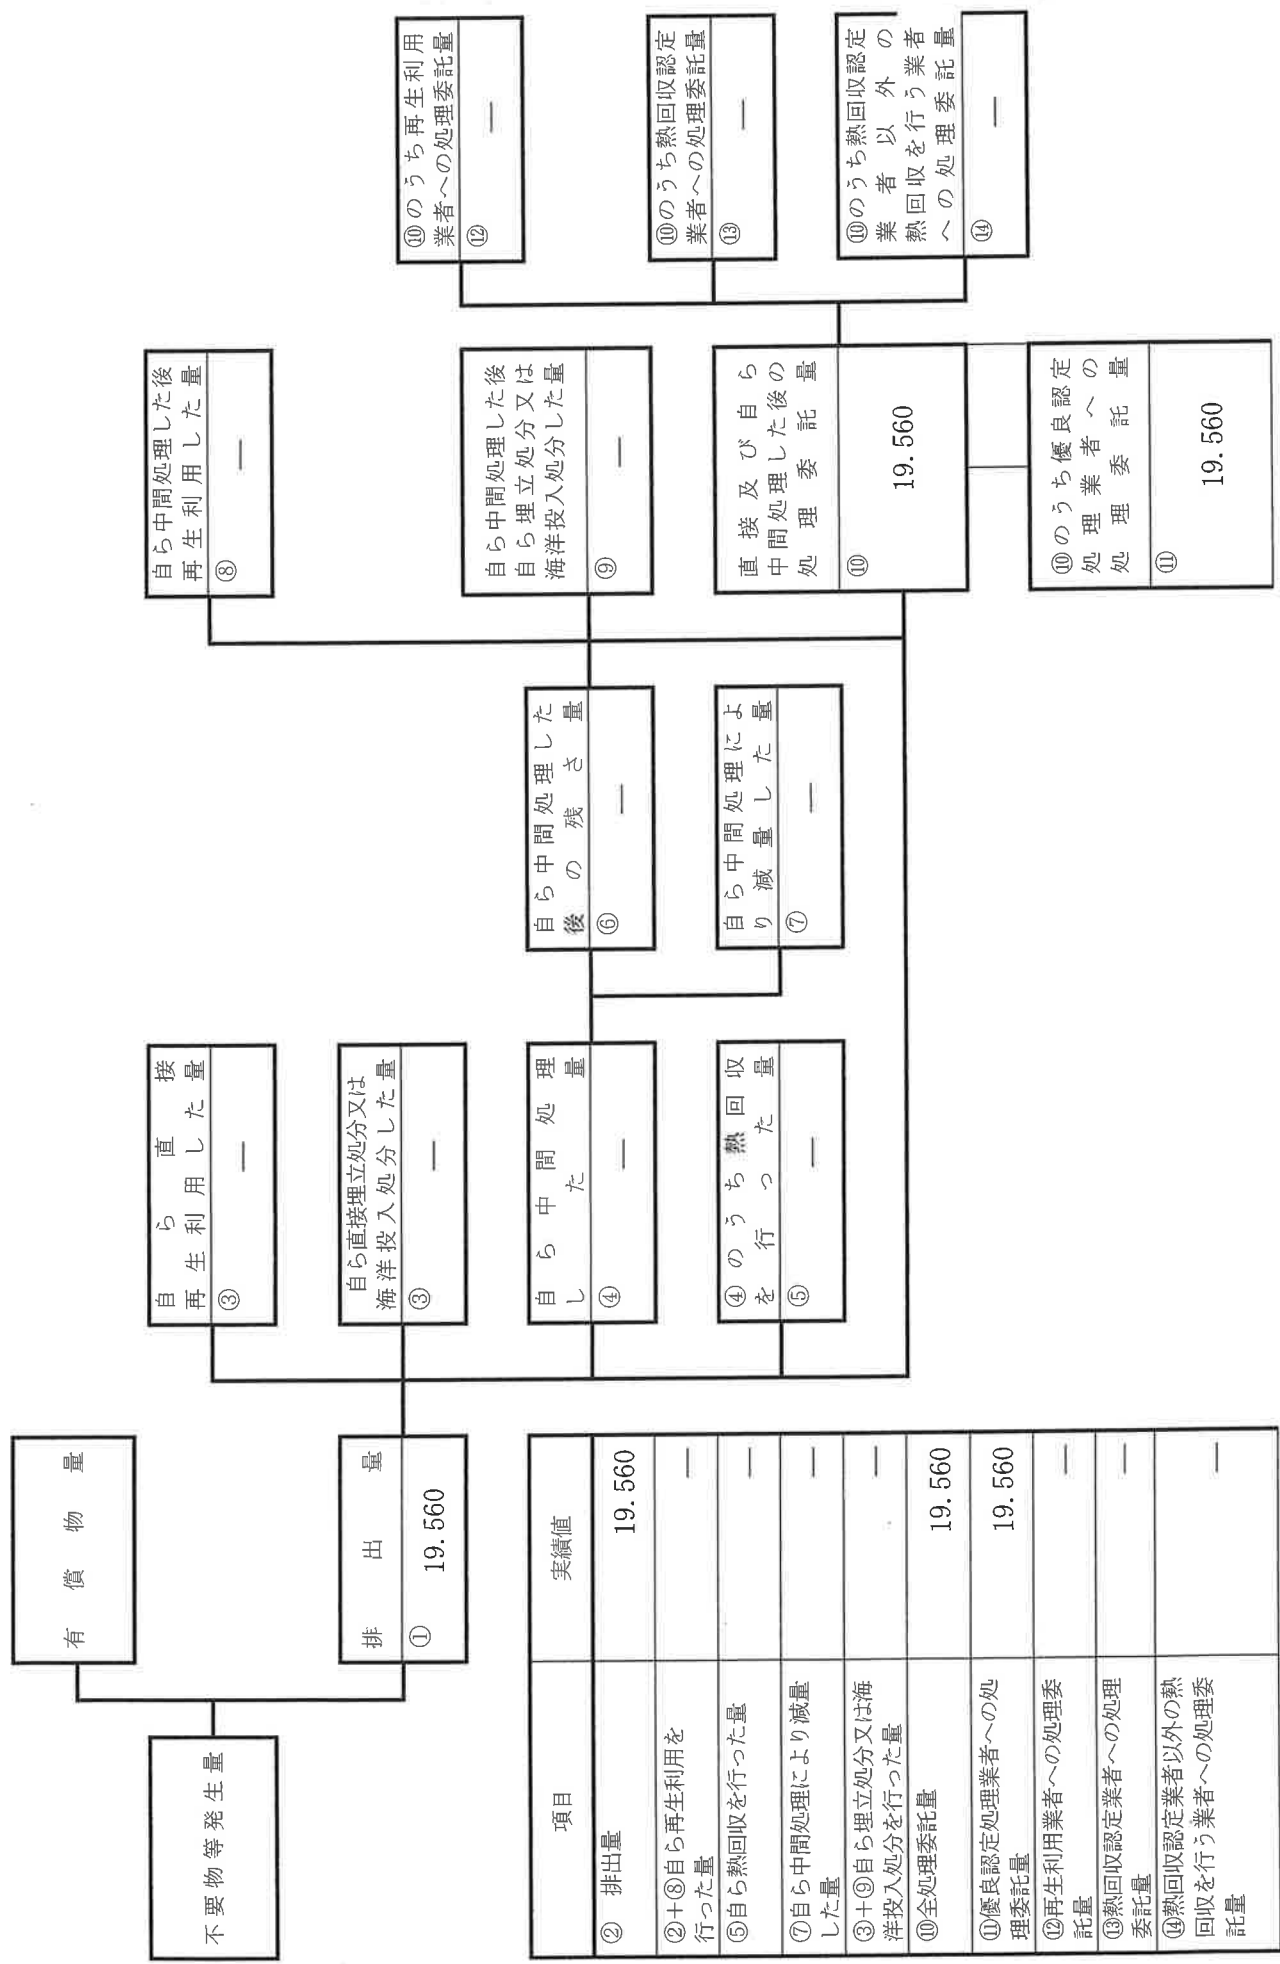 不要物等発生量
有償物量
排出量
① 19.560
自ら直接
再生利用した量
③ —
自ら直接埋立処分又は
海洋投入処分した量
③ —
自ら中間処理
した量
④ —
④のうち熱回収
を行った量
⑤ —
自ら中間処理した
後の残さ量
⑥ —
自ら中間処理によ
り減量した量
⑦ —
自ら中間処理した後
再生利用した量
⑧ —
自ら中間処理した後
自ら埋立処分又は
海洋投入処分した量
⑨ —
直接及び自ら
中間処理した後の
処理委託量
⑩ 19.560
⑩のうち優良認定
処理業者への
処理委託量
⑪ 19.560
⑩のうち再生利用
業者への処理委託量
⑫ —
⑩のうち熱回収認定
業者への処理委託量
⑬ —
⑩のうち熱回収認定
業者以外の
熱回収を行う業者
への処理委託量
⑭ —
項目 実績値
② 排出量 19.560
②+⑧自ら再生利用を
行った量 —
⑤自ら熱回収を行った量 —
⑦自ら中間処理により減量
した量 —
③+⑨自ら埋立処分又は海
洋投入処分を行った量 —
⑩全処理委託量 19.560
⑪優良認定処理業者への処
理委託量 19.560
⑫再生利用業者への処理委
託量 —
⑬熱回収認定業者への処理
委託量 —
⑭熱回収認定業者以外の熱
回収を行う業者への処理委
託量 —